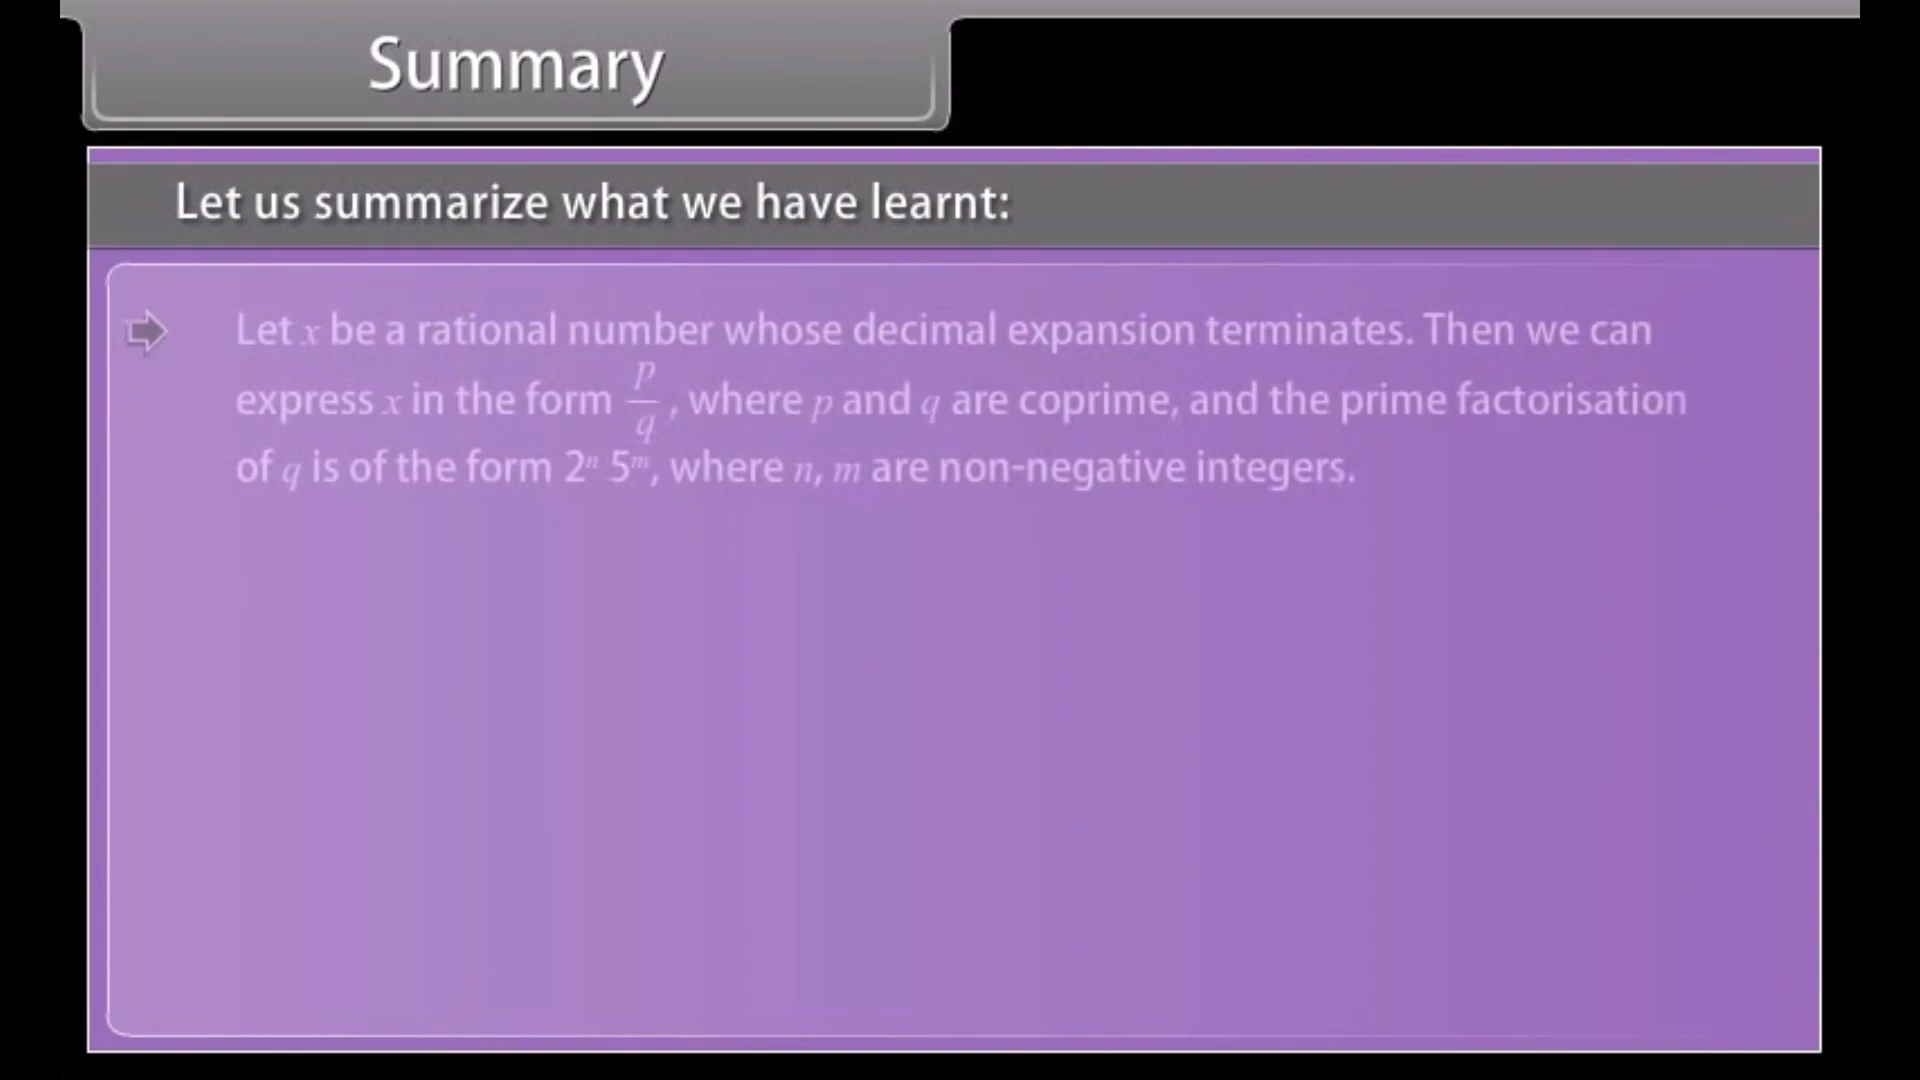 Summary
Let us summarize what we have learnt:
Let x be a rational number whose decimal expansion terminates. Then we can
express x in the form p/q, where p and q are coprime, and the prime factorisation
of q is of the form 2ⁿ 5ᵐ, where n, m are non-negative integers.